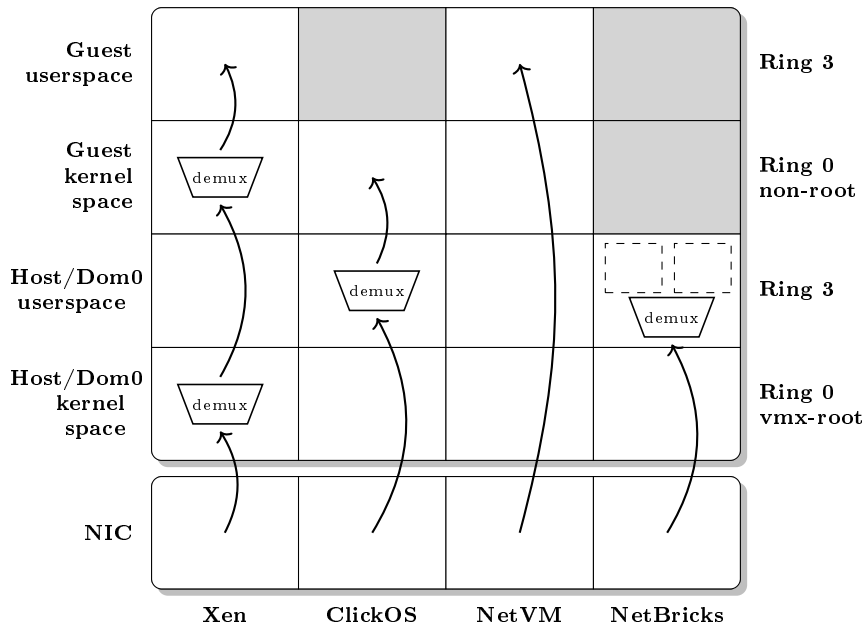 Guest
userspace
Ring 3
Guest
kernel
space
demux
Ring 0
non-root
Host/Dom0
userspace
demux
demux
Ring 3
Host/Dom0
kernel
space
demux
Ring 0
vmx-root
NIC
Xen
ClickOS
NetVM
NetBricks